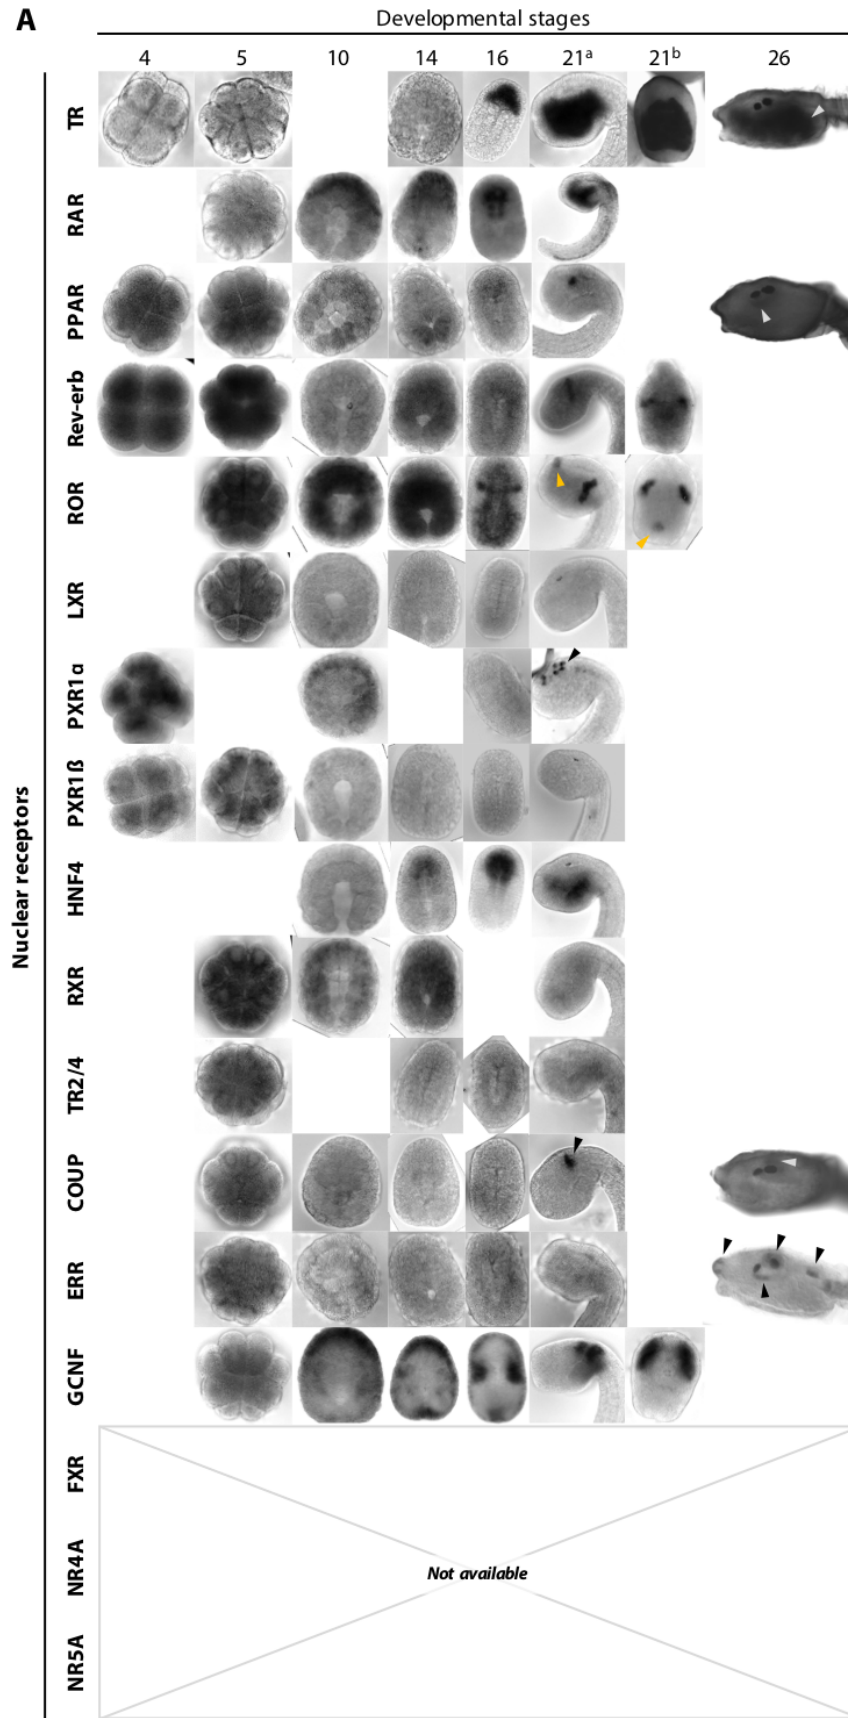 A
Developmental stages
4 5 10 14 16 21ᵃ 21ᵇ 26
Nuclear receptors
TR
RAR
PPAR
Rev-erb
ROR
LXR
PXR1α
PXR1ß
HNF4
RXR
TR2/4
COUP
ERR
GCNF
FXR
NR4A
NR5A
Not available